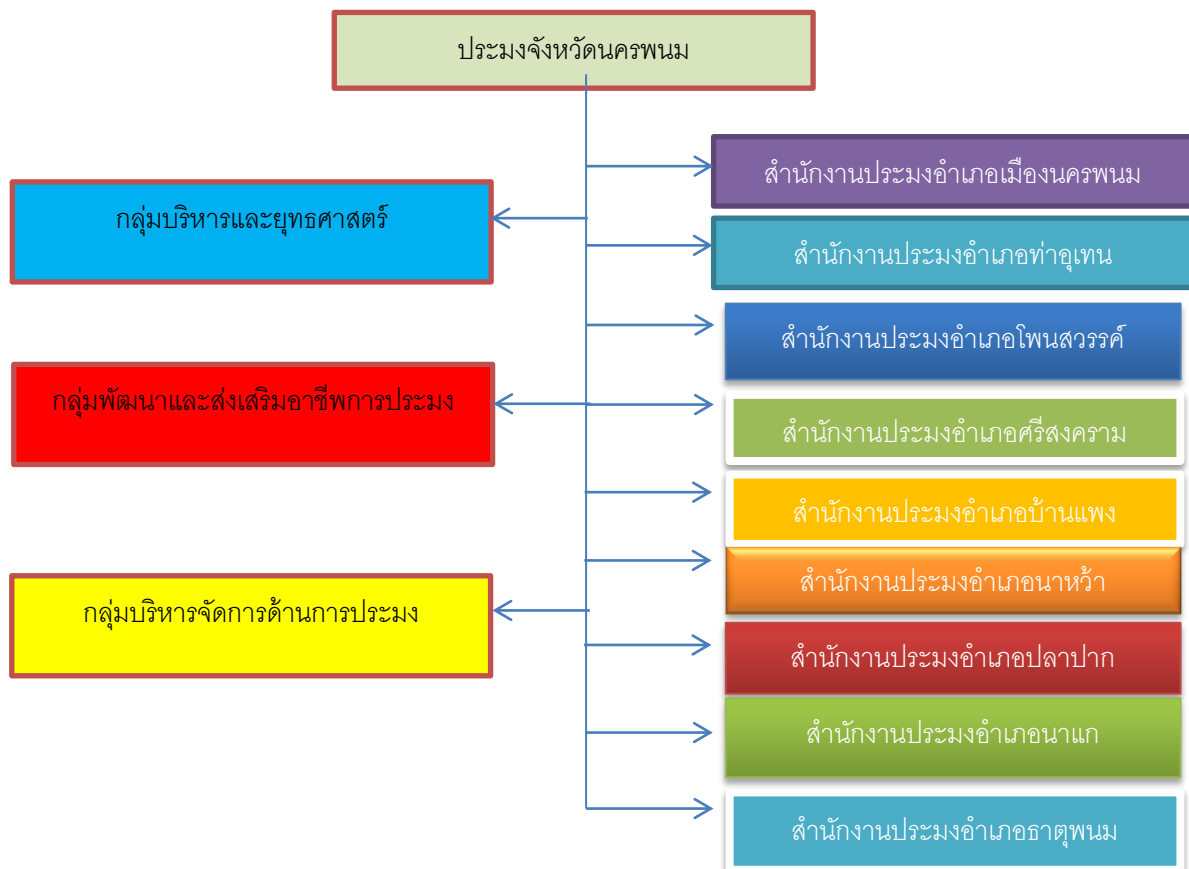 ประมงจังหวัดนครพนม
กลุ่มบริหารและยุทธศาสตร์
กลุ่มพัฒนาและส่งเสริมอาชีพการประมง
กลุ่มบริหารจัดการด้านการประมง
สำนักงานประมงอำเภอเมืองนครพนม
สำนักงานประมงอำเภอท่าอุเทน
สำนักงานประมงอำเภอโพนสวรรค์
สำนักงานประมงอำเภอศรีสงคราม
สำนักงานประมงอำเภอบ้านแพง
สำนักงานประมงอำเภอนาหว้า
สำนักงานประมงอำเภอปลาปาก
สำนักงานประมงอำเภอนาแก
สำนักงานประมงอำเภอธาตุพนม